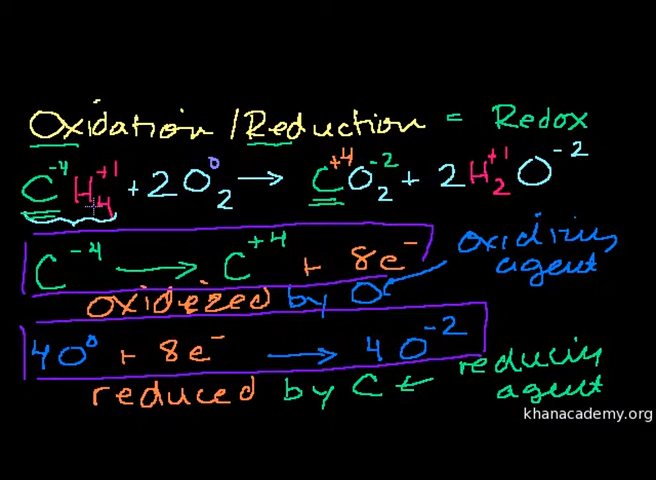 Oxidation / Reduction = Redox
C⁻⁴H₄⁺¹ + 2O₂⁰ → C⁺⁴O₂⁻² + 2H₂⁺¹O⁻²
C⁻⁴ → C⁺⁴ + 8e⁻
oxidizing agent
oxidized by O
4O⁰ + 8e⁻ → 4O⁻²
reduced by C ←
reducing agent
khanacademy.org